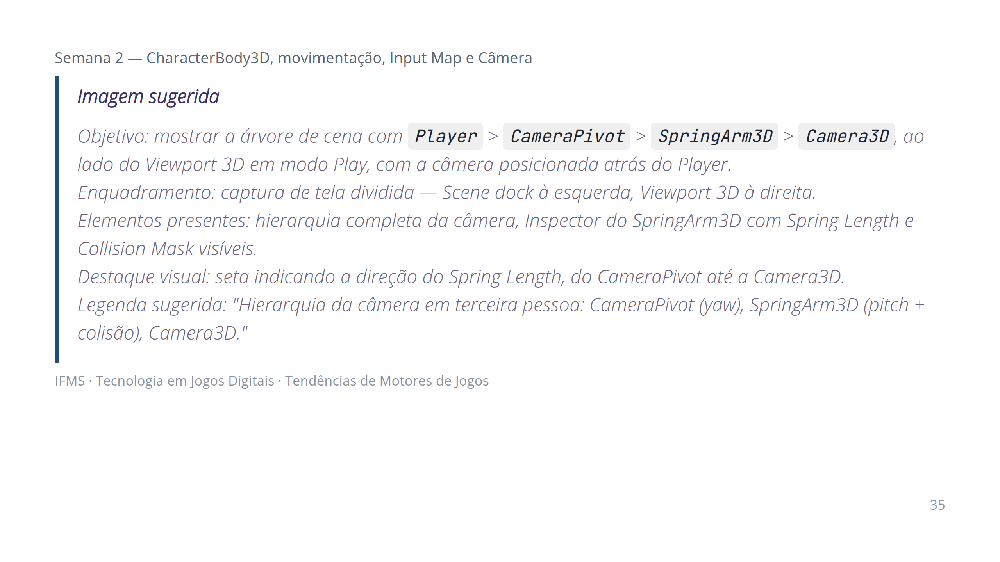 Semana 2 — CharacterBody3D, movimentação, Input Map e Câmera
Imagem sugerida
Objetivo: mostrar a árvore de cena com Player > CameraPivot > SpringArm3D > Camera3D, ao
lado do Viewport 3D em modo Play, com a câmera posicionada atrás do Player.
Enquadramento: captura de tela dividida — Scene dock à esquerda, Viewport 3D à direita.
Elementos presentes: hierarquia completa da câmera, Inspector do SpringArm3D com Spring Length e
Collision Mask visíveis.
Destaque visual: seta indicando a direção do Spring Length, do CameraPivot até a Camera3D.
Legenda sugerida: "Hierarquia da câmera em terceira pessoa: CameraPivot (yaw), SpringArm3D (pitch +
colisão), Camera3D."
IFMS · Tecnologia em Jogos Digitais · Tendências de Motores de Jogos
35